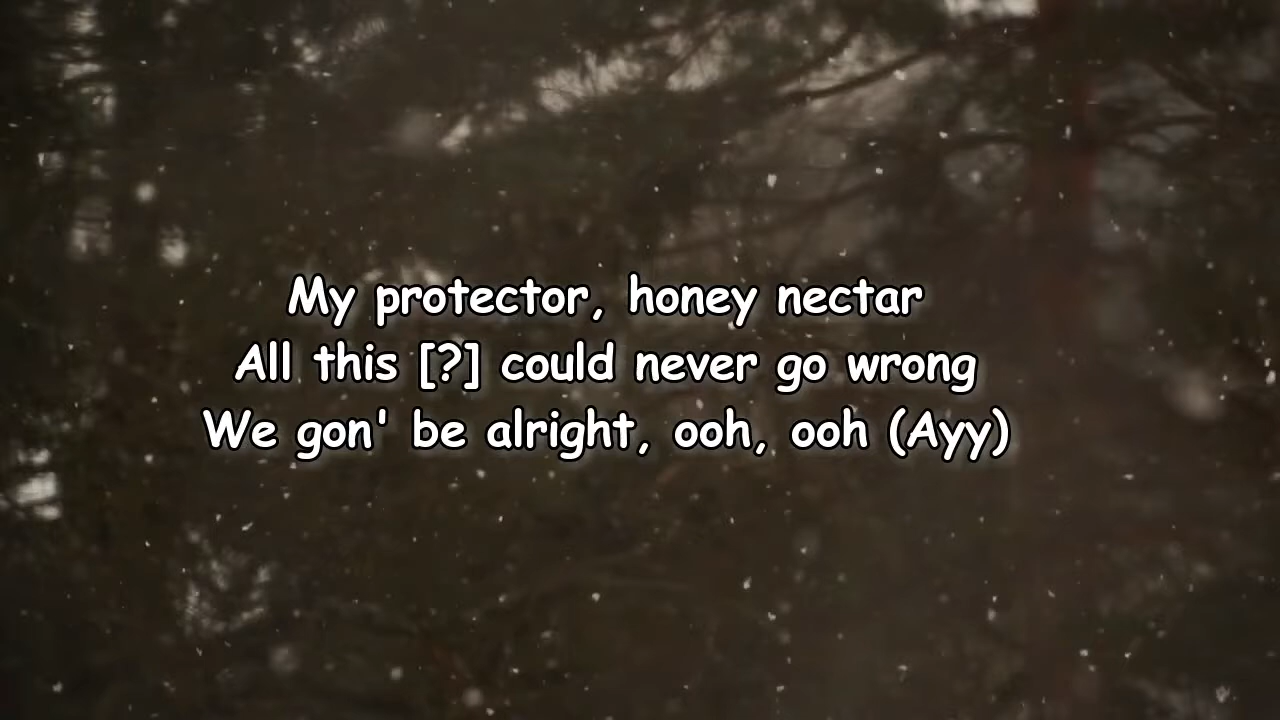 My protector, honey nectar
All this [?] could never go wrong
We gon' be alright, ooh, ooh (Ayy)